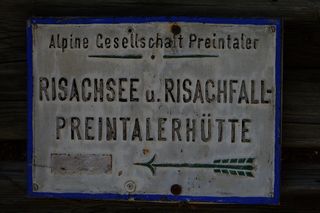 Alpine Gesellschaft Preintaler
RISACHSEE u. RISACHFALL-
PREINTALERHÜTTE